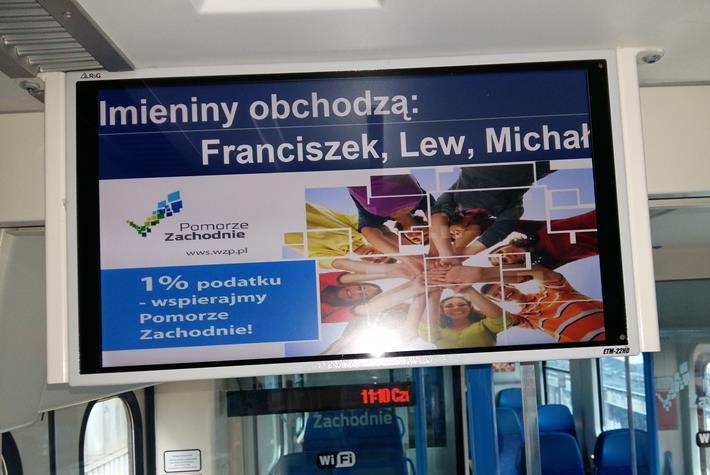 R&G
Imieniny obchodzą:
Franciszek, Lew, Michał
Pomorze
Zachodnie
www.wzp.pl
1% podatku
- wspierajmy
Pomorze
Zachodnie!
ETM-22HD
11:10 Cz
Zachodnie
WiFi